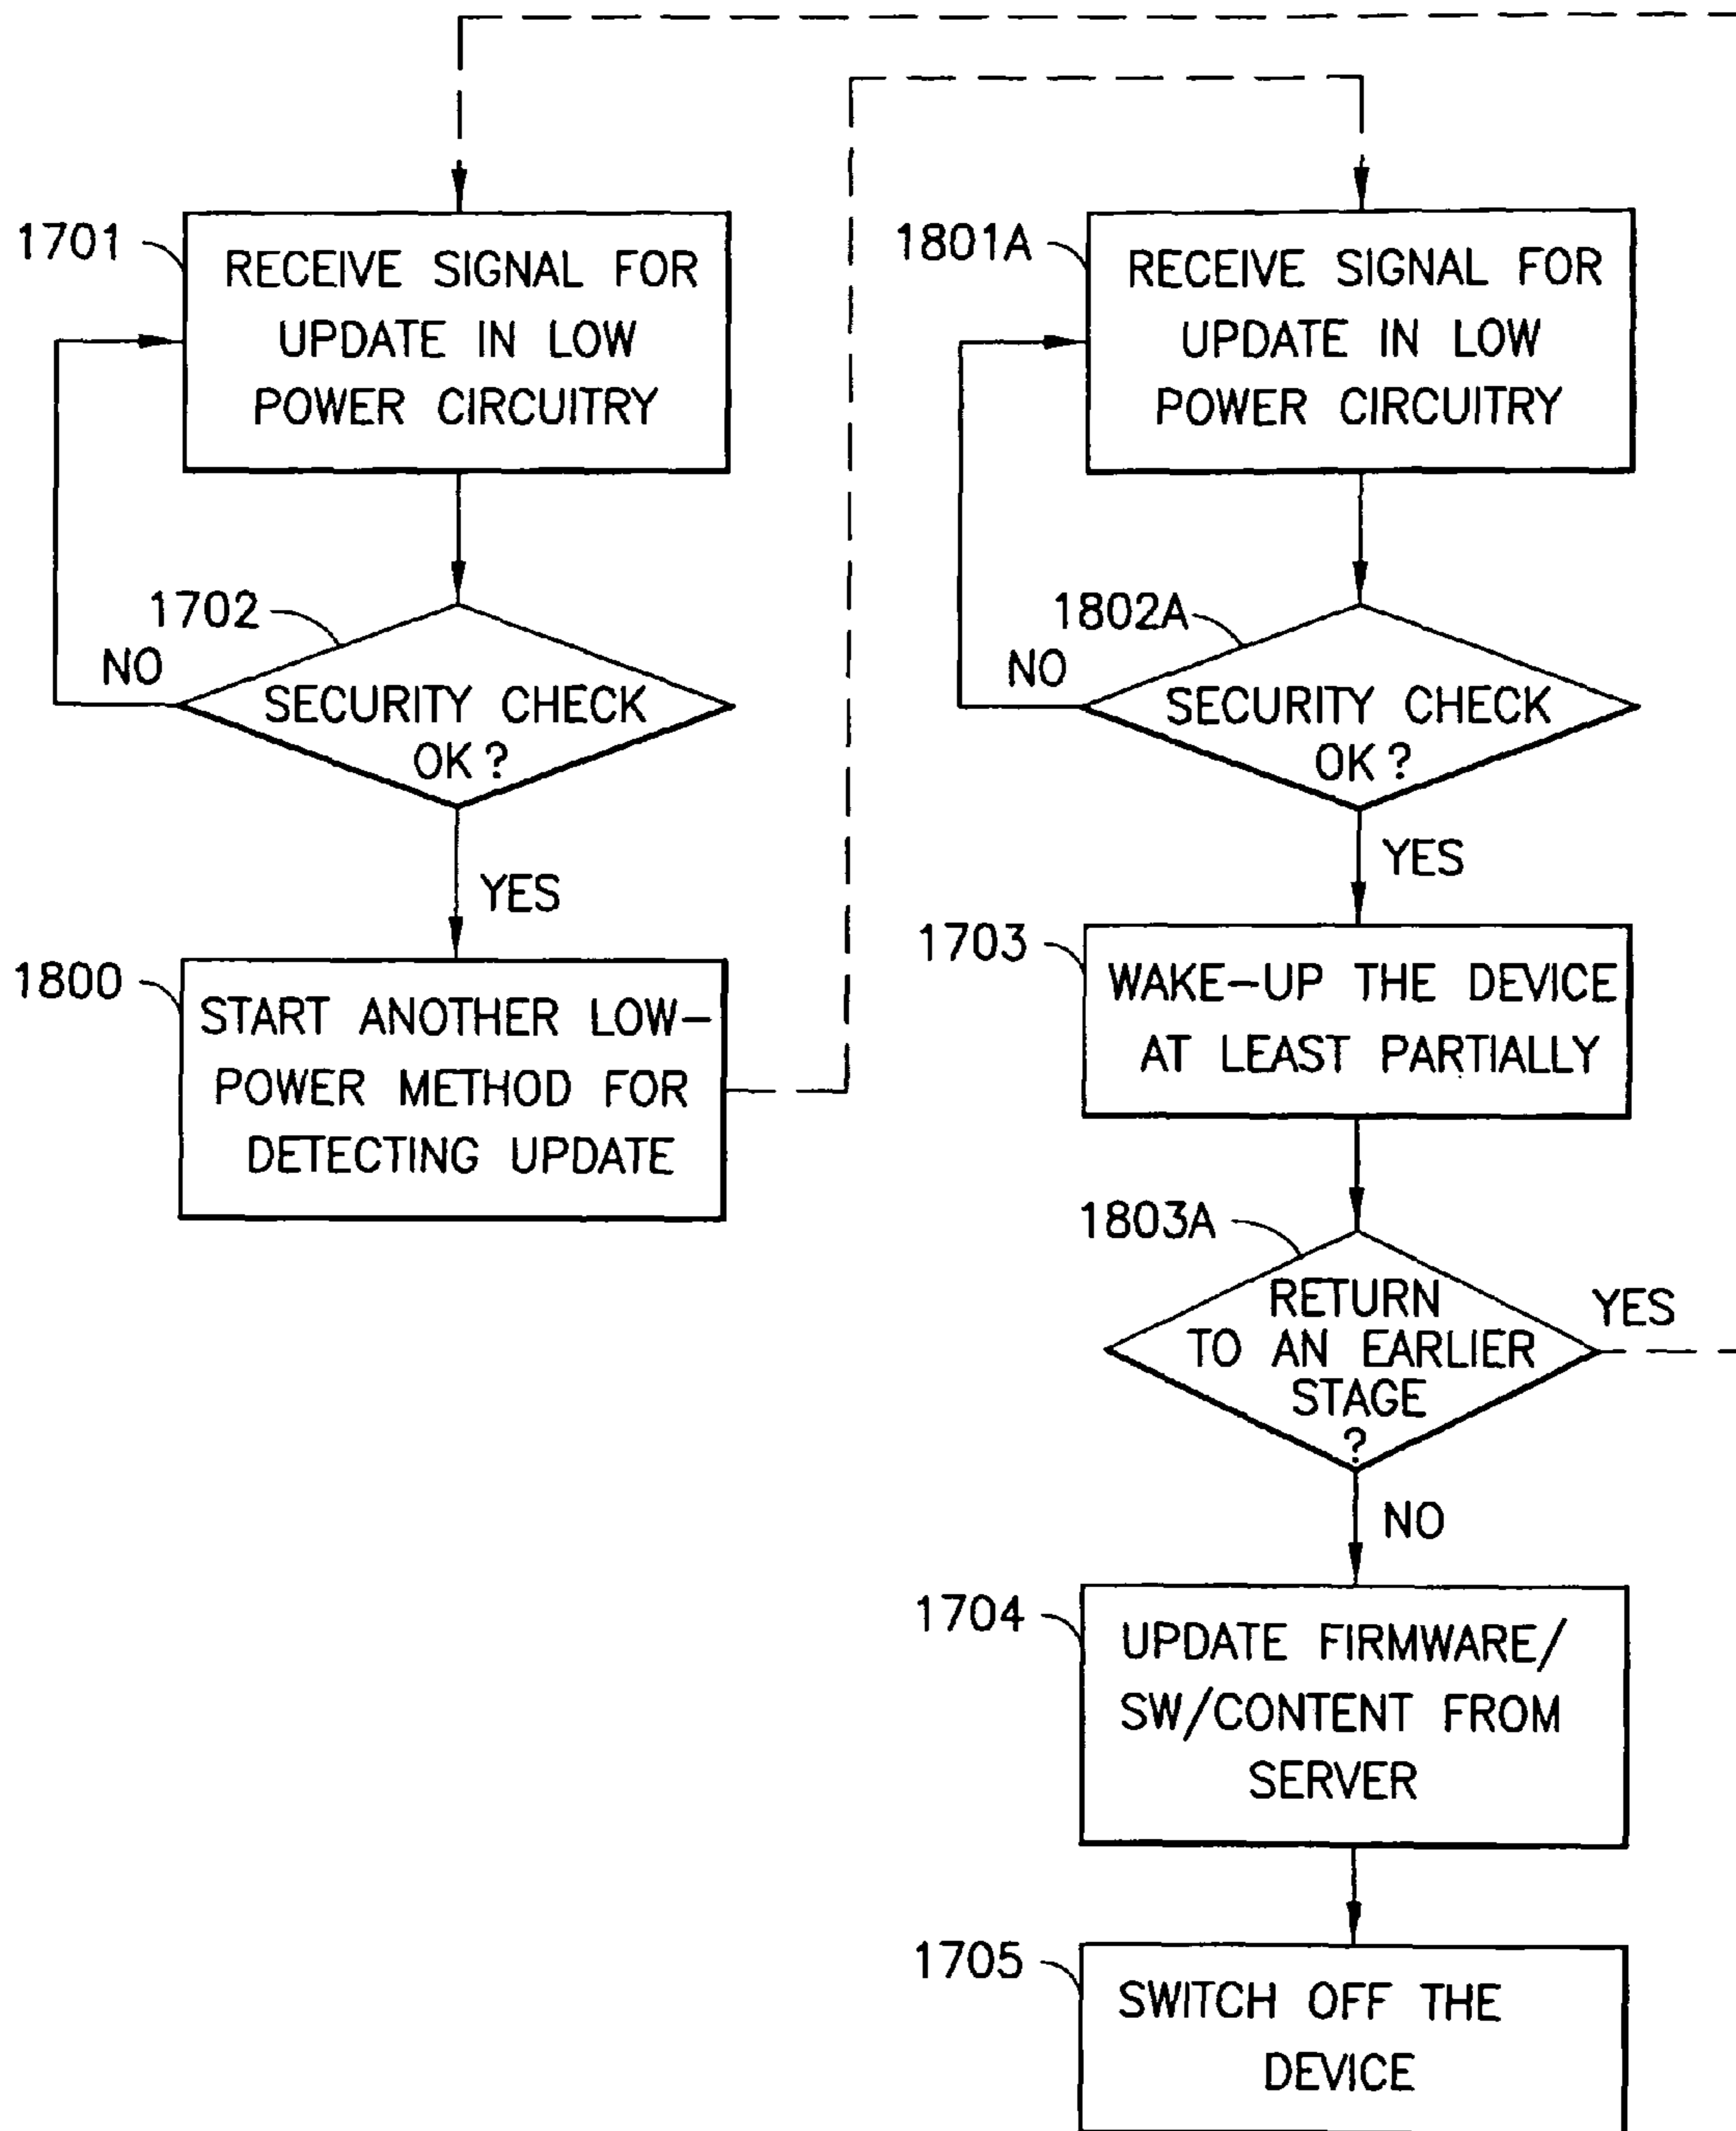 1701
RECEIVE SIGNAL FOR
UPDATE IN LOW
POWER CIRCUITRY
1702
NO
SECURITY CHECK
OK?
YES
1800
START ANOTHER LOW-
POWER METHOD FOR
DETECTING UPDATE
1801A
RECEIVE SIGNAL FOR
UPDATE IN LOW
POWER CIRCUITRY
1802A
NO
SECURITY CHECK
OK?
YES
1703
WAKE-UP THE DEVICE
AT LEAST PARTIALLY
1803A
RETURN
TO AN EARLIER
STAGE
?
YES
NO
1704
UPDATE FIRMWARE/
SW/CONTENT FROM
SERVER
1705
SWITCH OFF THE
DEVICE